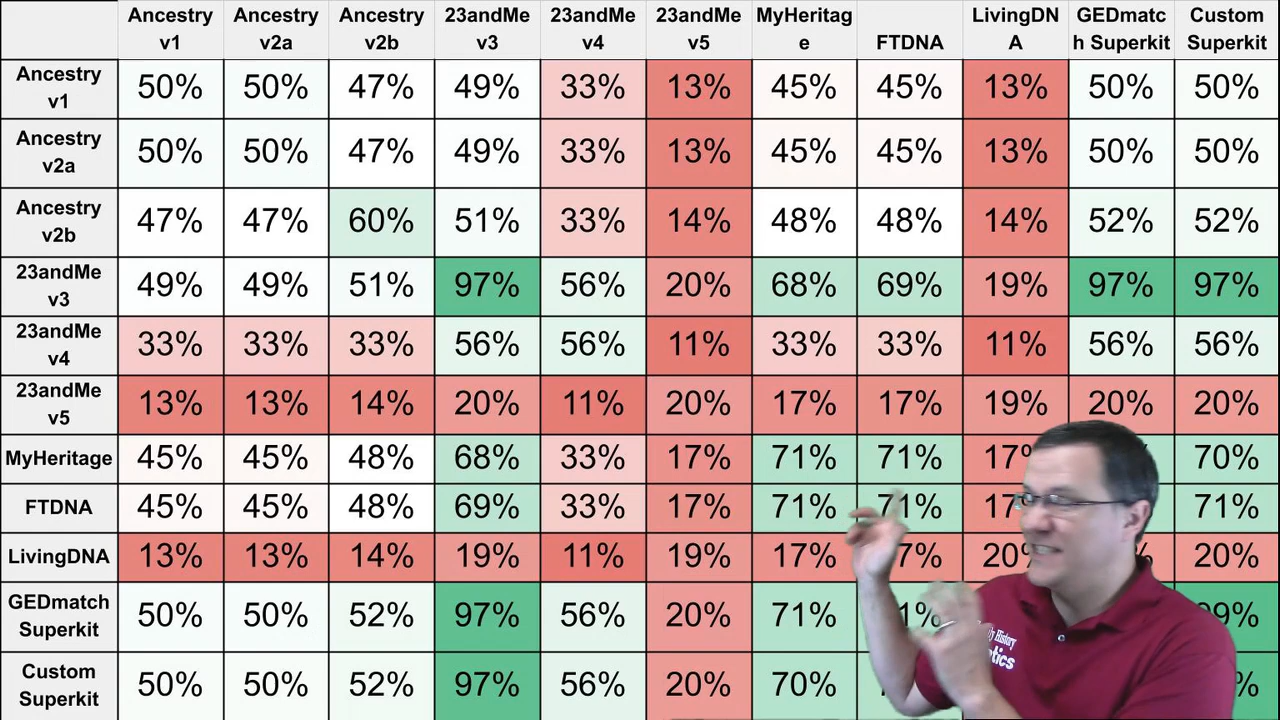 Ancestry v1 Ancestry v2a Ancestry v2b 23andMe v3 23andMe v4 23andMe v5 MyHeritag e FTDNA LivingDN A GEDmatc h Superkit Custom Superkit
Ancestry v1 50% 50% 47% 49% 33% 13% 45% 45% 13% 50% 50%
Ancestry v2a 50% 50% 47% 49% 33% 13% 45% 45% 13% 50% 50%
Ancestry v2b 47% 47% 60% 51% 33% 14% 48% 48% 14% 52% 52%
23andMe v3 49% 49% 51% 97% 56% 20% 68% 69% 19% 97% 97%
23andMe v4 33% 33% 33% 56% 56% 11% 33% 33% 11% 56% 56%
23andMe v5 13% 13% 14% 20% 11% 20% 17% 17% 19% 20% 20%
MyHeritage 45% 45% 48% 68% 33% 17% 71% 71% 17% 70%
FTDNA 45% 45% 48% 69% 33% 17% 71% 71% 17 71%
LivingDNA 13% 13% 14% 19% 11% 19% 17% 7% 20% % 20%
GEDmatch Superkit 50% 50% 52% 97% 56% 20% 71% 1% 9%
Custom Superkit 50% 50% 52% 97% 56% 20% 70% %
History